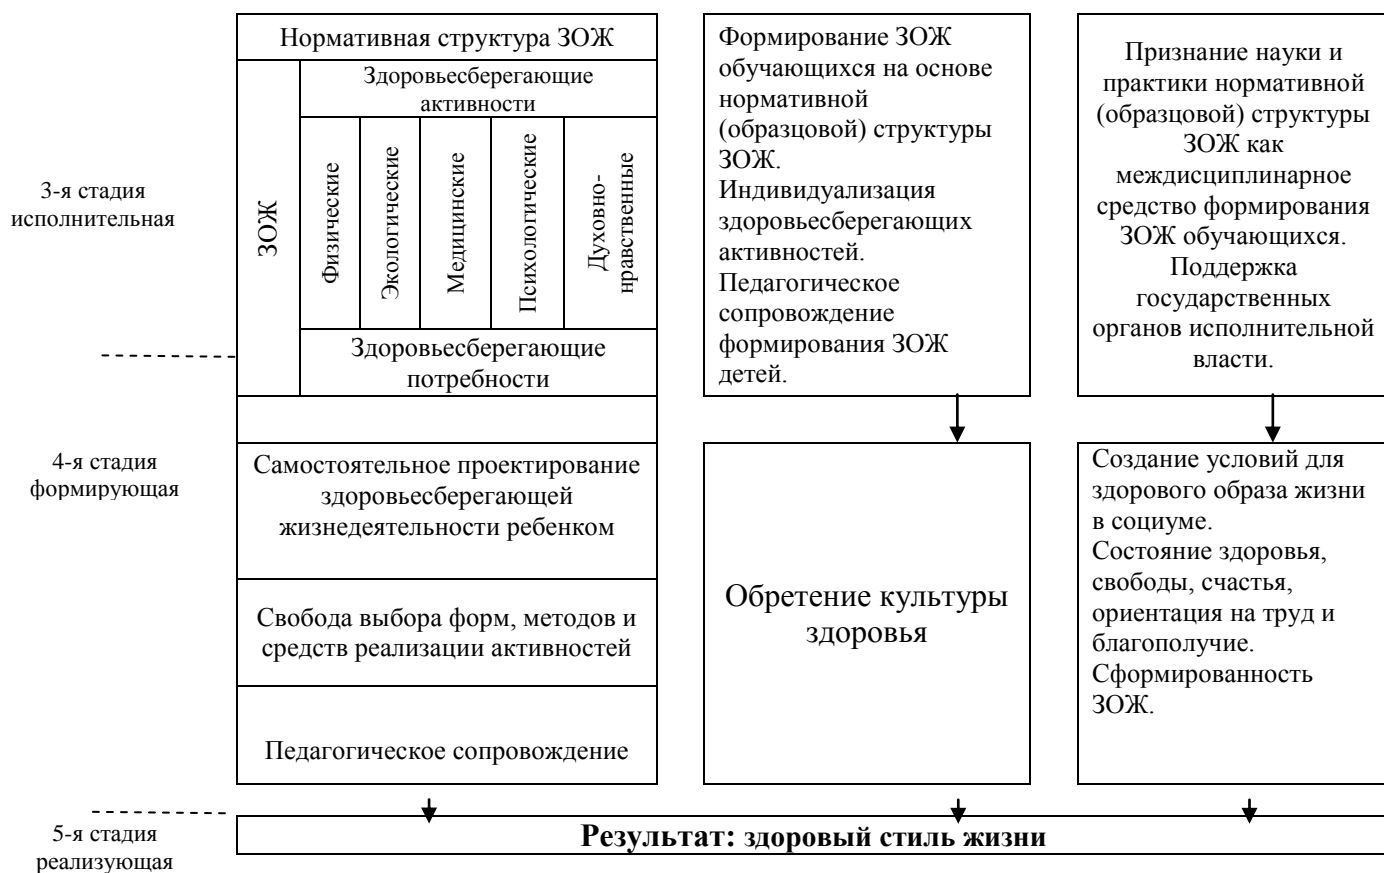 3-я стадия
исполнительная
Нормативная структура ЗОЖ
ЗОЖ
Здоровьесберегающие
активности
Физические
Экологические
Медицинские
Психологические
Духовно-
нравственные
Здоровьесберегающие
потребности
Формирование ЗОЖ
обучающихся на основе
нормативной
(образцовой) структуры
ЗОЖ.
Индивидуализация
здоровьесберегающих
активностей.
Педагогическое
сопровождение
формирования ЗОЖ
детей.
Признание науки и
практики нормативной
(образцовой) структуры
ЗОЖ как
междисциплинарное
средство формирования
ЗОЖ обучающихся.
Поддержка
государственных
органов исполнительной
власти.
4-я стадия
формирующая
Самостоятельное проектирование
здоровьесберегающей
жизнедеятельности ребенком
Свобода выбора форм, методов и
средств реализации активностей
Педагогическое сопровождение
Обретение культуры
здоровья
Создание условий для
здорового образа жизни
в социуме.
Состояние здоровья,
свободы, счастья,
ориентация на труд и
благополучие.
Сформированность
ЗОЖ.
5-я стадия
реализующая
Результат: здоровый стиль жизни